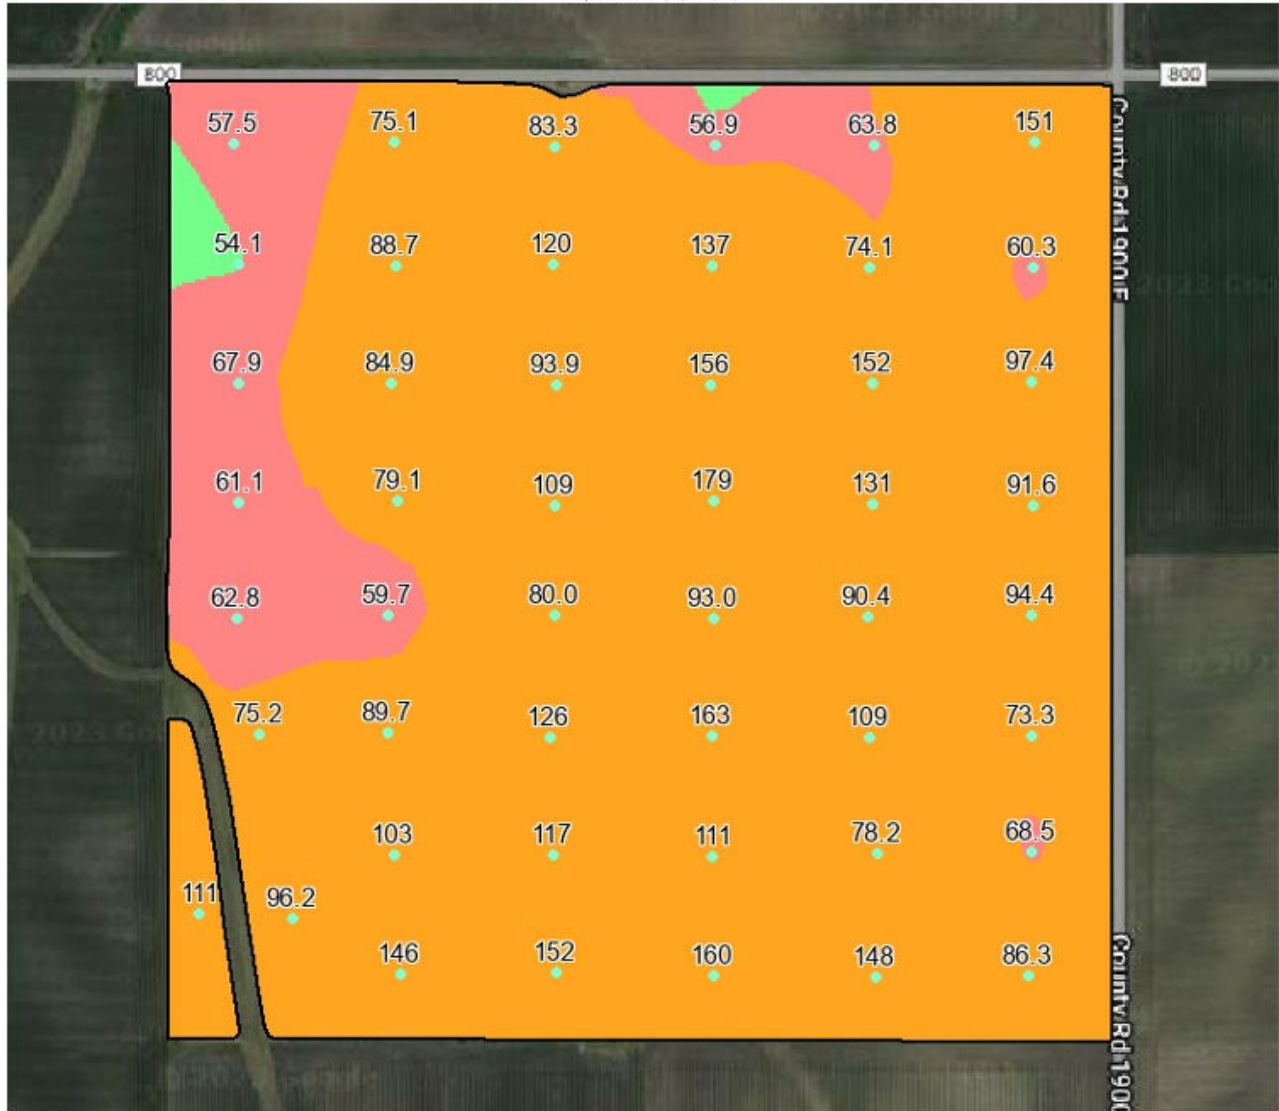 800
800
57.5 75.1 83.3 56.9 63.8 151
54.1 88.7 120 137 74.1 60.3
67.9 84.9 93.9 156 152 97.4
61.1 79.1 109 179 131 91.6
62.8 59.7 80.0 93.0 90.4 94.4
75.2 89.7 126 163 109 73.3
103 117 111 78.2 68.5
111 96.2
146 152 160 148 86.3
County Rd 1900 E
County Rd 1900
2023 Goo